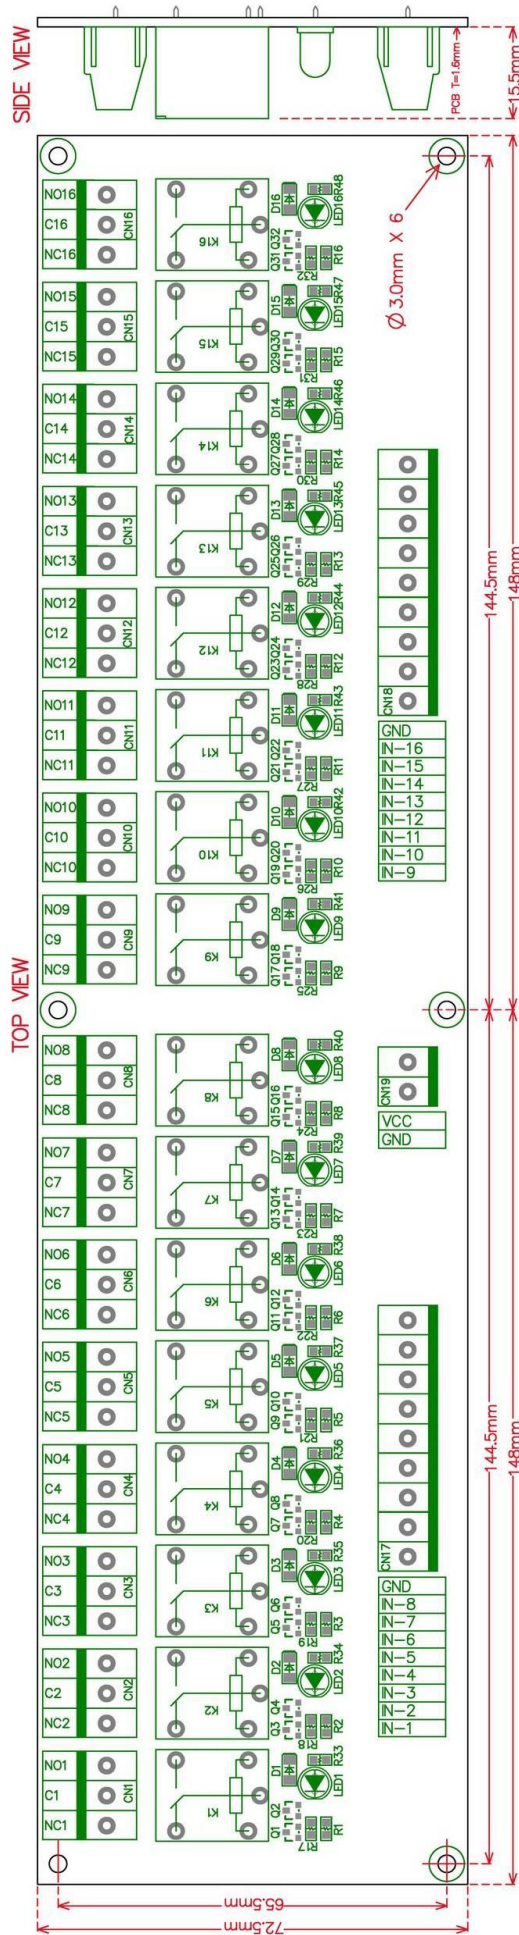 SIDE VIEW
PCB T=1.6mm
15.5mm
TOP VIEW
NO16
C16
NC16
CN16
K16
D16
LED16
R48
Q31
Q32
R32
R16
NO15
C15
NC15
CN15
K15
D15
LED15
R47
Q29
Q30
R31
R15
NO14
C14
NC14
CN14
K14
D14
LED14
R46
Q27
Q28
R30
R14
NO13
C13
NC13
CN13
K13
D13
LED13
R45
Q25
Q26
R29
R13
NO12
C12
NC12
CN12
K12
D12
LED12
R44
Q23
Q24
R28
R12
NO11
C11
NC11
CN11
K11
D11
LED11
R43
Q21
Q22
R27
R11
NO10
C10
NC10
CN10
K10
D10
LED10
R42
Q19
Q20
R26
R10
NO9
C9
NC9
CN9
K9
D9
LED9
R41
Q17
Q18
R25
R9
NO8
C8
NC8
CN8
K8
D8
LED8
R40
Q15
Q16
R24
R8
NO7
C7
NC7
CN7
K7
D7
LED7
R39
Q13
Q14
R23
R7
NO6
C6
NC6
CN6
K6
D6
LED6
R38
Q11
Q12
R22
R6
NO5
C5
NC5
CN5
K5
D5
LED5
R37
Q9
Q10
R21
R5
NO4
C4
NC4
CN4
K4
D4
LED4
R36
Q7
Q8
R20
R4
NO3
C3
NC3
CN3
K3
D3
LED3
R35
Q5
Q6
R19
R3
NO2
C2
NC2
CN2
K2
D2
LED2
R34
Q3
Q4
R18
R2
NO1
C1
NC1
CN1
K1
D1
LED1
R33
Q1
Q2
R17
R1
Ø3.0mm X 6
CN18
GND
IN-16
IN-15
IN-14
IN-13
IN-12
IN-11
IN-10
IN-9
CN19
VCC
GND
CN17
GND
IN-8
IN-7
IN-6
IN-5
IN-4
IN-3
IN-2
IN-1
144.5mm
148mm
144.5mm
148mm
65.5mm
72.5mm